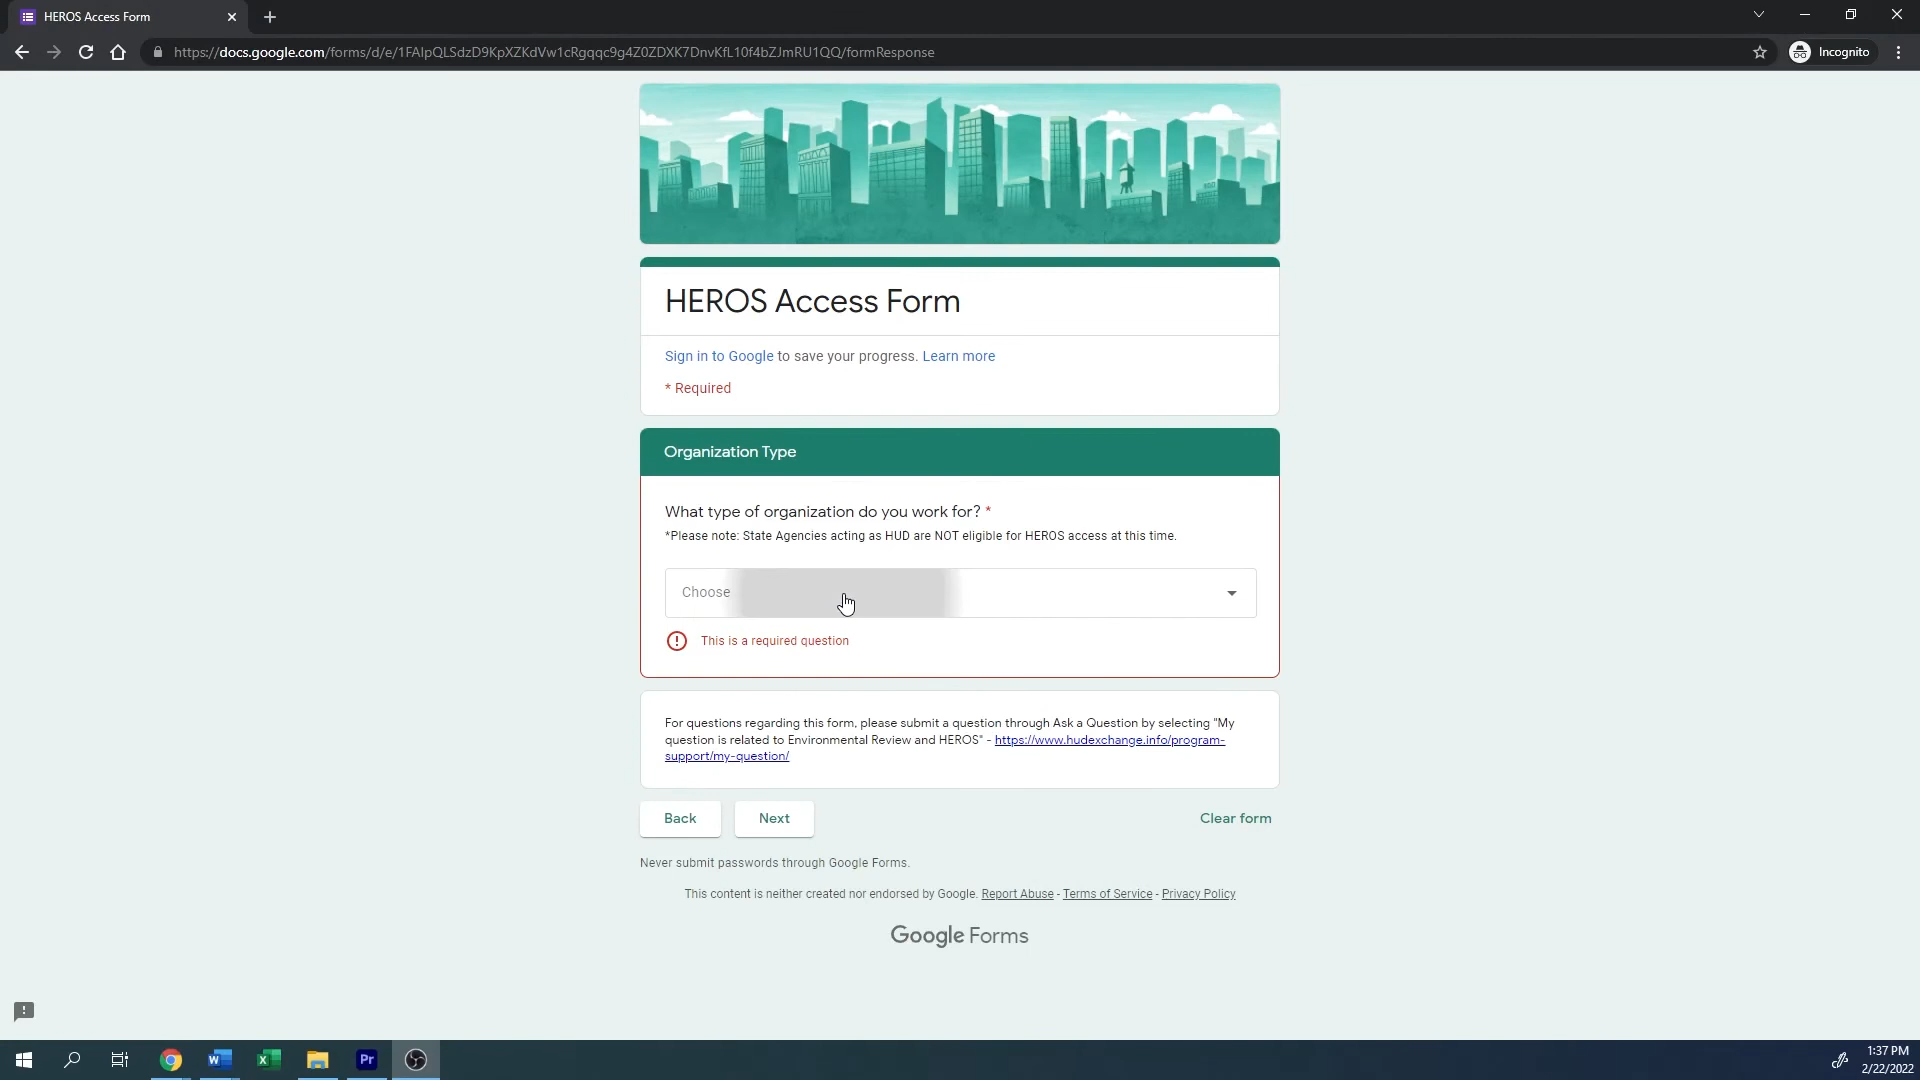 HEROS Access Form
https://docs.google.com/forms/d/e/1FAIpQLSdzD9KpXZKdVw1cRgqqc9g4Z0ZDXK7DnvKfL10f4bZJmRU1QQ/formResponse
Incognito
HEROS Access Form
Sign in to Google to save your progress. Learn more
* Required
Organization Type
What type of organization do you work for? *
*Please note: State Agencies acting as HUD are NOT eligible for HEROS access at this time.
Choose
This is a required question
For questions regarding this form, please submit a question through Ask a Question by selecting "My
question is related to Environmental Review and HEROS" - https://www.hudexchange.info/program-
support/my-question/
Back
Next
Clear form
Never submit passwords through Google Forms.
This content is neither created nor endorsed by Google. Report Abuse - Terms of Service - Privacy Policy
Google Forms
1:37 PM
2/22/2022